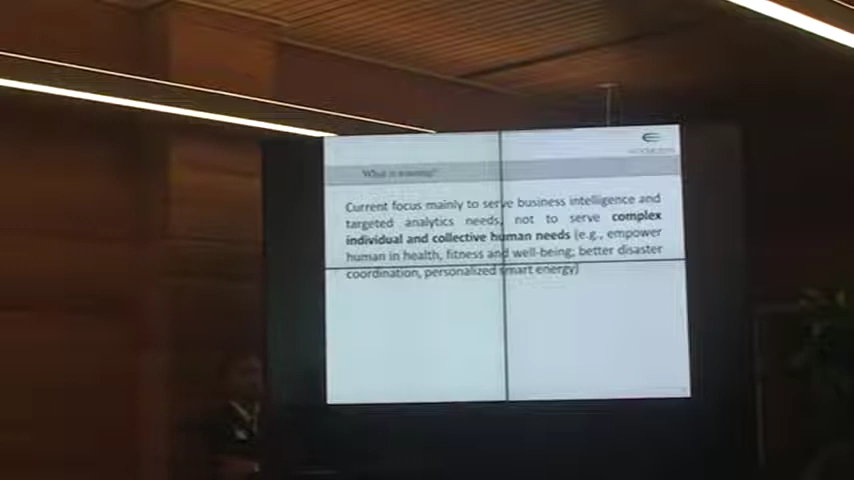 What is missing?
Current focus mainly to serve business intelligence and
targeted analytics needs, not to serve complex
individual and collective human needs (e.g., empower
human in health, fitness and well-being; better disaster
coordination, personalized smart energy)